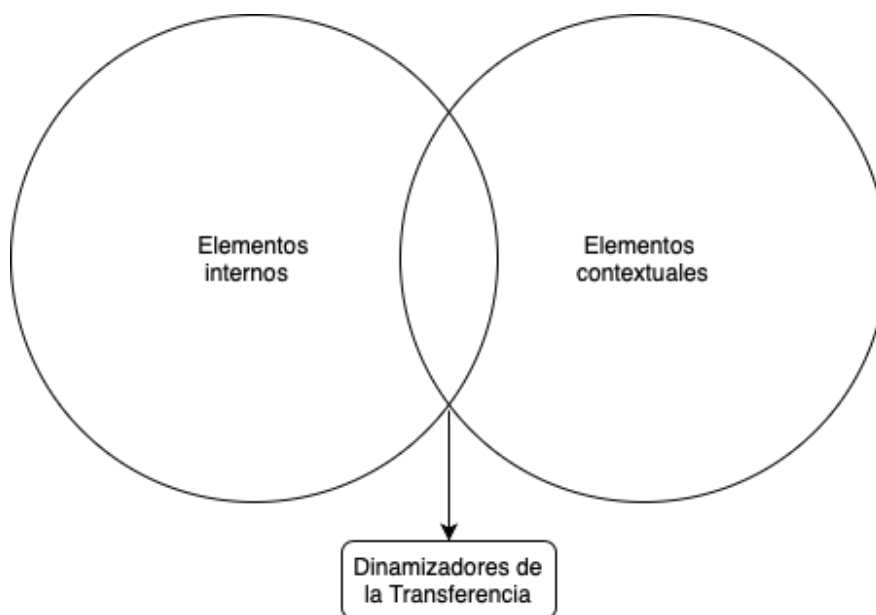 Elementos
internos
Elementos
contextuales
Dinamizadores de
la Transferencia